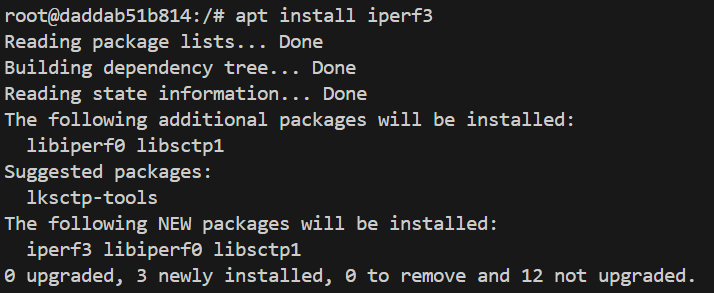 root@daddab51b814:/# apt install iperf3
Reading package lists... Done
Building dependency tree... Done
Reading state information... Done
The following additional packages will be installed:
  libiperf0 libsctp1
Suggested packages:
  lksctp-tools
The following NEW packages will be installed:
  iperf3 libiperf0 libsctp1
0 upgraded, 3 newly installed, 0 to remove and 12 not upgraded.